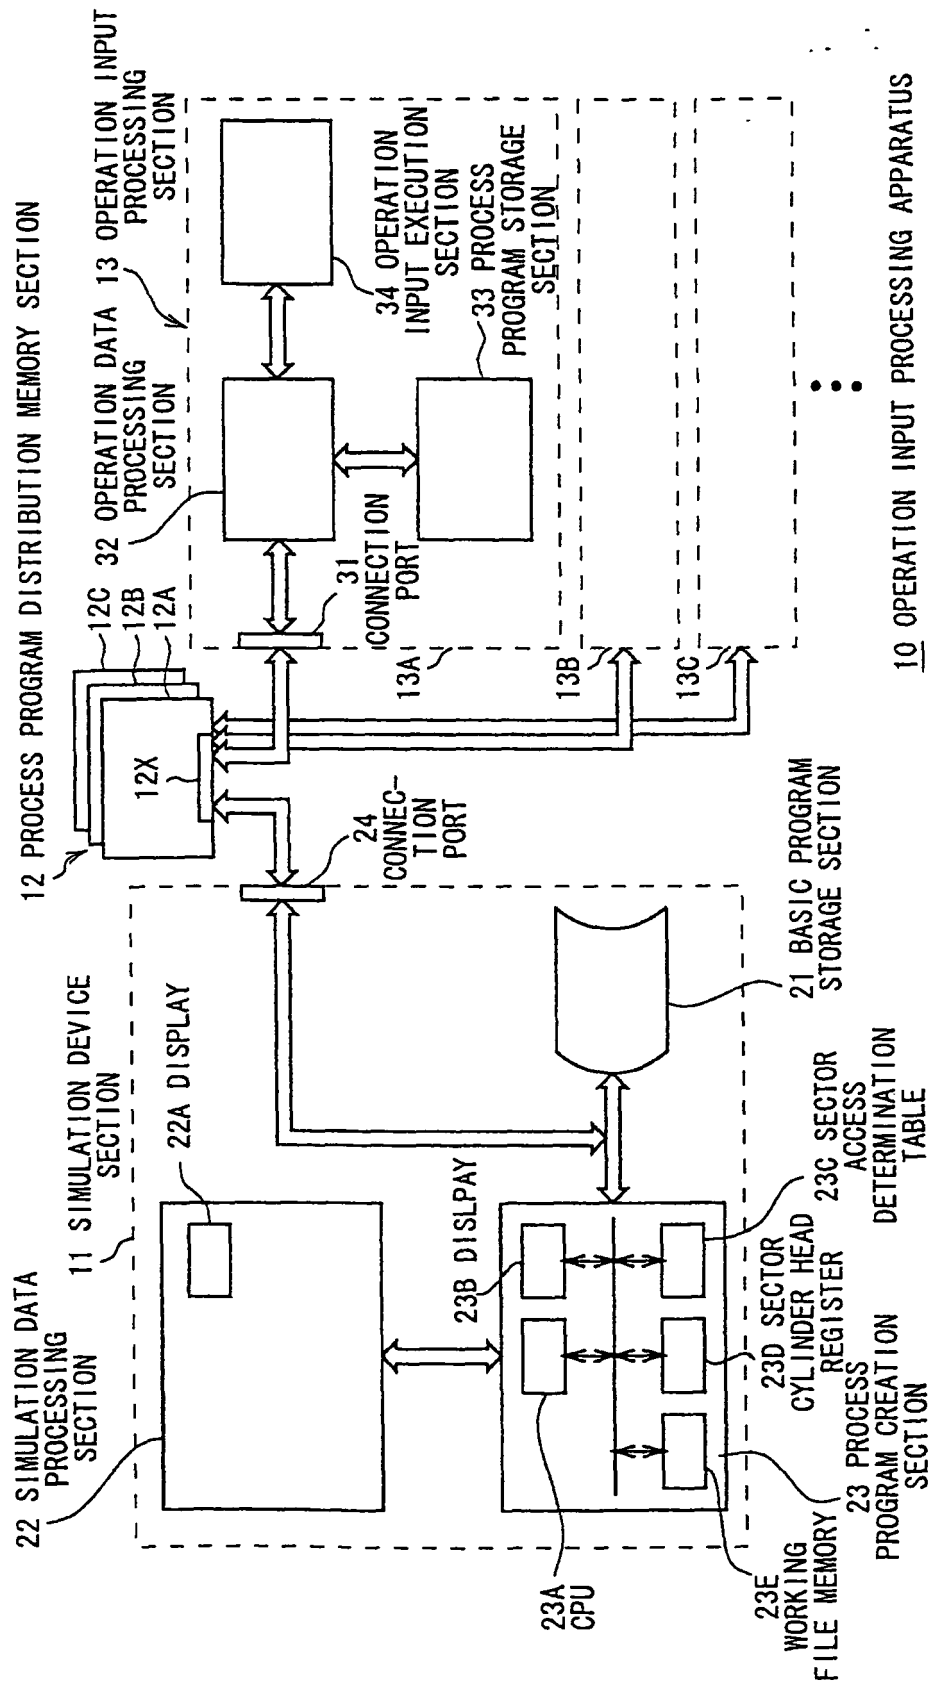 12 PROCESS PROGRAM DISTRIBUTION MEMORY SECTION
22 SIMULATION DATA
PROCESSING
SECTION
11 SIMULATION DEVICE
SECTION
22A DISPLAY
12C
12B
12A
12X
32 OPERATION DATA
PROCESSING
SECTION
13 OPERATION INPUT
PROCESSING
SECTION
24
CONNEC-
TION
PORT
31
CONNECTION
PORT
34 OPERATION
INPUT EXECUTION
SECTION
33 PROCESS
PROGRAM STORAGE
SECTION
13A
13B
13C
23B DISLPAY
23A
CPU
21 BASIC PROGRAM
STORAGE SECTION
23C SECTOR
ACCESS
DETERMINATION
TABLE
23D SECTOR
CYLINDER HEAD
REGISTER
23 PROCESS
PROGRAM CREATION
SECTION
23E
WORKING
FILE MEMORY
10 OPERATION INPUT PROCESSING APPARATUS